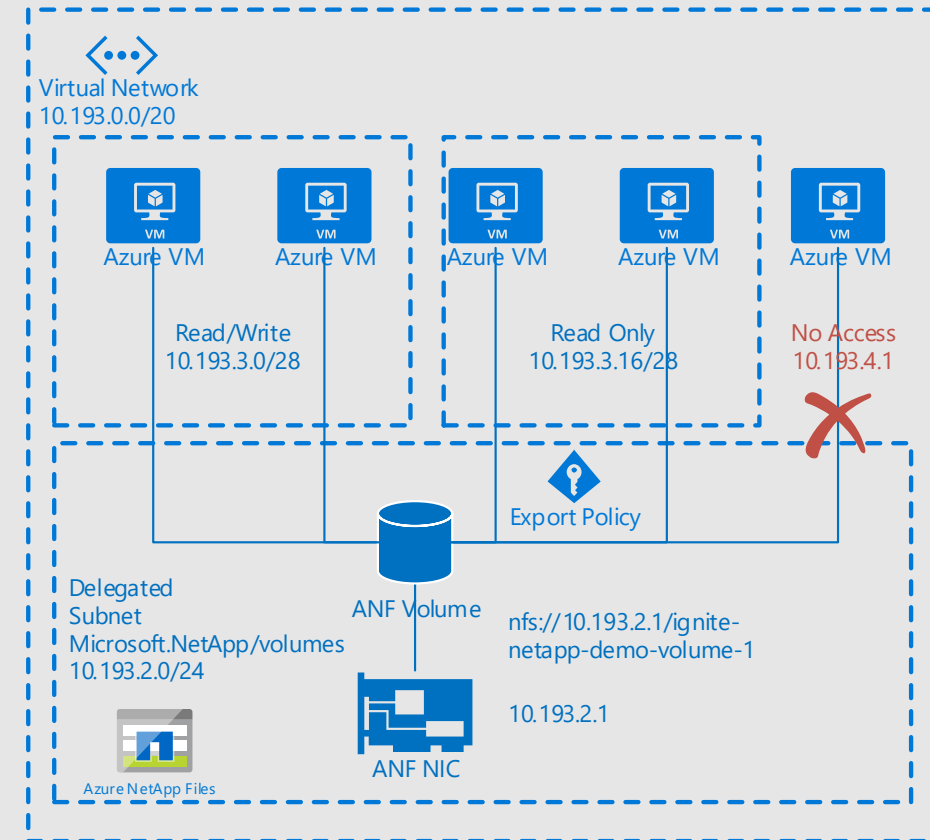 Virtual Network
10.193.0.0/20
VM
Azure VM
VM
Azure VM
VM
Azure VM
VM
Azure VM
VM
Azure VM
Read/Write
10.193.3.0/28
Read Only
10.193.3.16/28
No Access
10.193.4.1
Export Policy
Delegated
Subnet
Microsoft.NetApp/volumes
10.193.2.0/24
ANF Volume
nfs://10.193.2.1/ignite-
netapp-demo-volume-1
10.193.2.1
ANF NIC
Azure NetApp Files